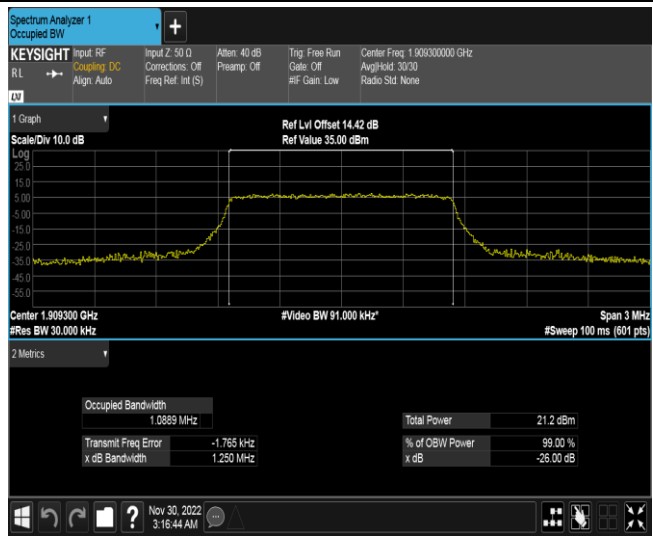 Spectrum Analyzer 1
Occupied BW
+
KEYSIGHT Input: RF Input Z: 50 Ω Atten: 40 dB Trig: Free Run Center Freq: 1.909300000 GHz
RL Coupling: DC Corrections: Off Preamp: Off Gate: Off Avg|Hold: 30/30
Align: Auto Freq Ref: Int (S) #IF Gain: Low Radio Std: None
1 Graph
Ref Lvl Offset 14.42 dB
Scale/Div 10.0 dB Ref Value 35.00 dBm
Log
25.0
15.0
5.00
-5.00
-15.0
-25.0
-35.0
-45.0
-55.0
Center 1.909300 GHz #Video BW 91.000 kHz* Span 3 MHz
#Res BW 30.000 kHz #Sweep 100 ms (601 pts)
2 Metrics
Occupied Bandwidth
1.0889 MHz Total Power 21.2 dBm
Transmit Freq Error -1.765 kHz % of OBW Power 99.00 %
x dB Bandwidth 1.250 MHz x dB -26.00 dB
? Nov 30, 2022
3:16:44 AM